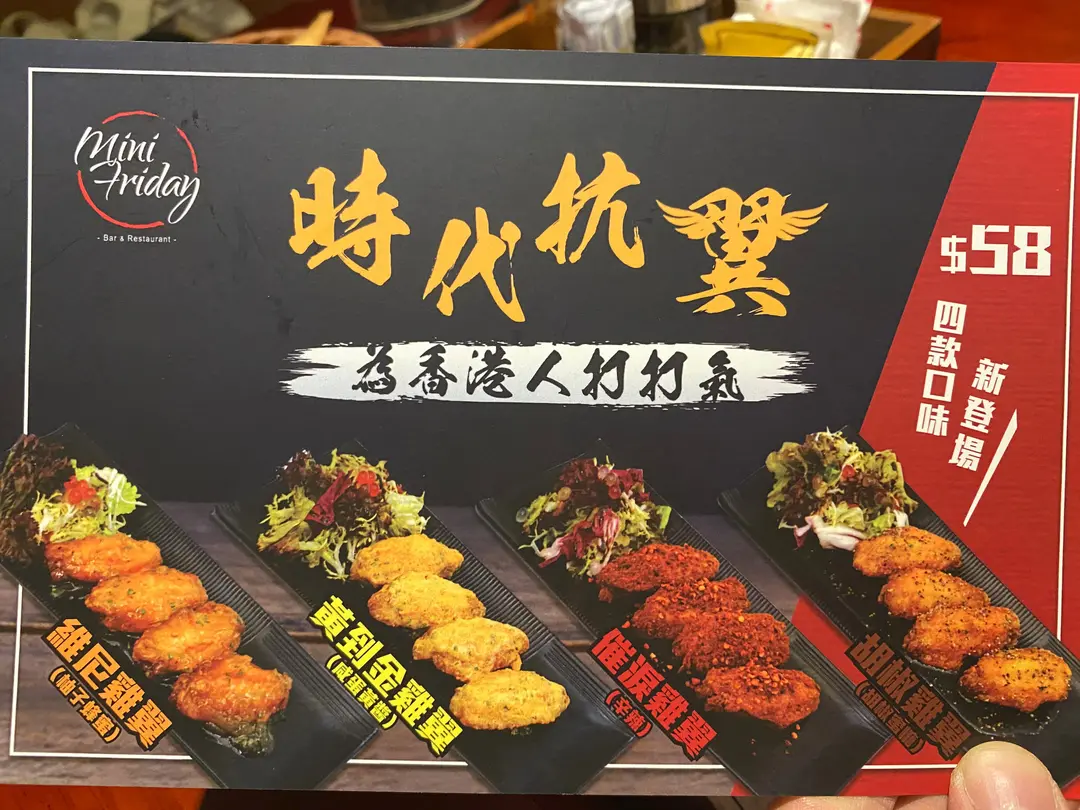 Mini
Friday
- Bar & Restaurant -
時代抗翼
為香港人打打氣
$58
四款口味
新登場
維尼雞翼
(柚子蜂蜜)
黃到金雞翼
(咸蛋黃醬)
催淚雞翼
胡椒雞翼